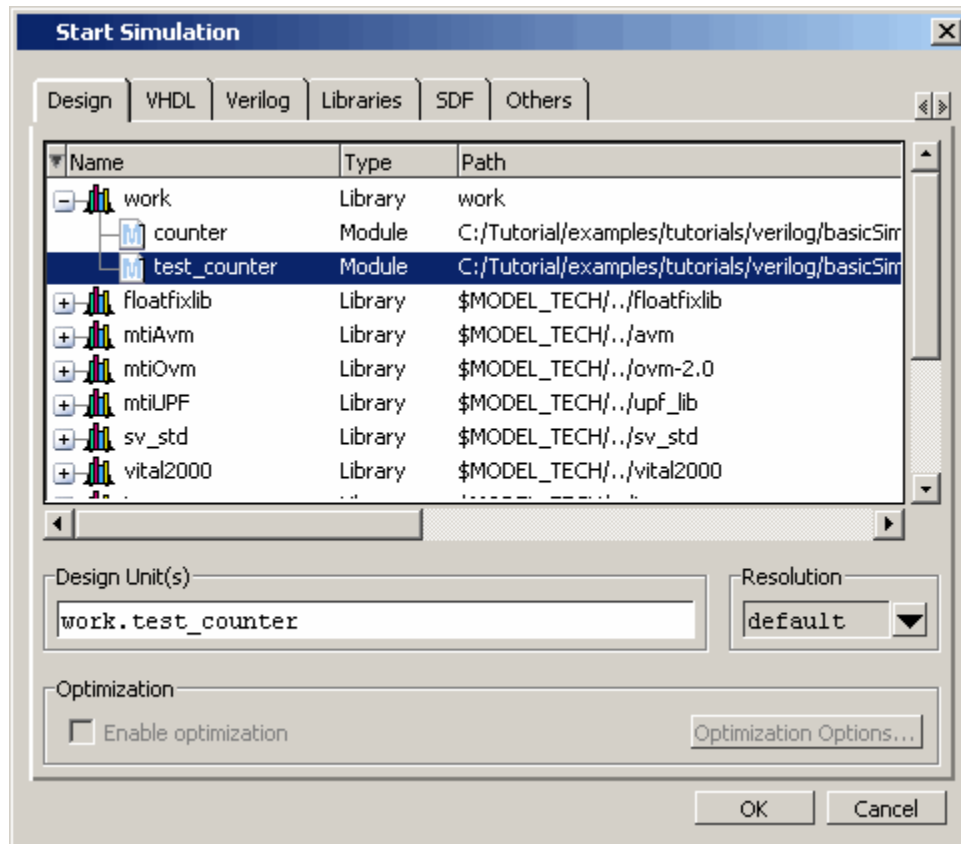 Start Simulation
Design VHDL Verilog Libraries SDF Others
Name Type Path
work Library work
counter Module C:/Tutorial/examples/tutorials/verilog/basicSim
test_counter Module C:/Tutorial/examples/tutorials/verilog/basicSim
floatfixlib Library $MODEL_TECH/../floatfixlib
mtiAvm Library $MODEL_TECH/../avm
mtiOvm Library $MODEL_TECH/../ovm-2.0
mtiUPF Library $MODEL_TECH/../upf_lib
sv_std Library $MODEL_TECH/../sv_std
vital2000 Library $MODEL_TECH/../vital2000
Design Unit(s) Resolution
work.test_counter default
Optimization
Enable optimization Optimization Options...
OK Cancel